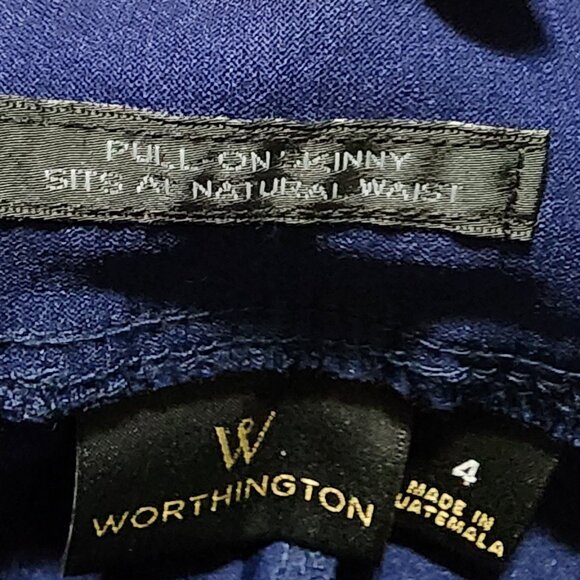 PULL-ON SKINNY
SITS AT NATURAL WAIST
W
WORTHINGTON
4
MADE IN
GUATEMALA